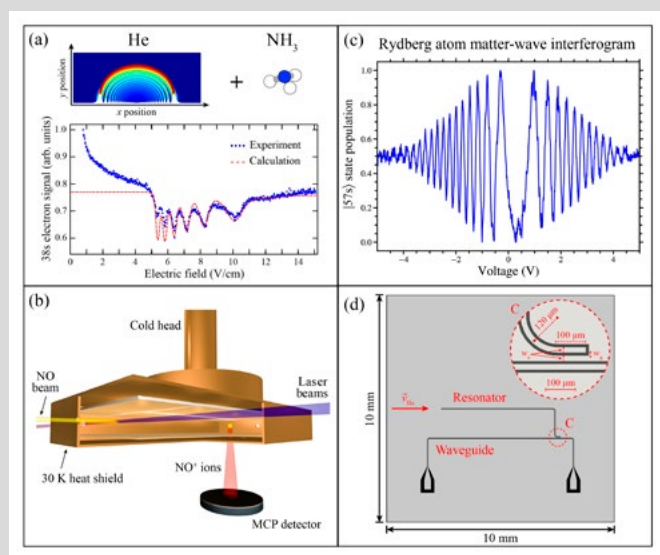 (a)
He
NH3
y position
x position
+
38s electron signal (arb. units)
1.0
0.9
0.8
0.7
0.6
Experiment
Calculation
0 2 4 6 8 10 12 14
Electric field (V/cm)
(c)
Rydberg atom matter-wave interferogram
|57s⟩ state population
1.0
0.8
0.6
0.4
0.2
0.0
−4 −2 0 2 4
Voltage (V)
(b)
Cold head
NO
beam
Laser
beams
30 K heat shield
NO+ ions
MCP detector
(d)
C
120 μm
100 μm
100 μm
10 mm
Resonator
C
Waveguide
10 mm